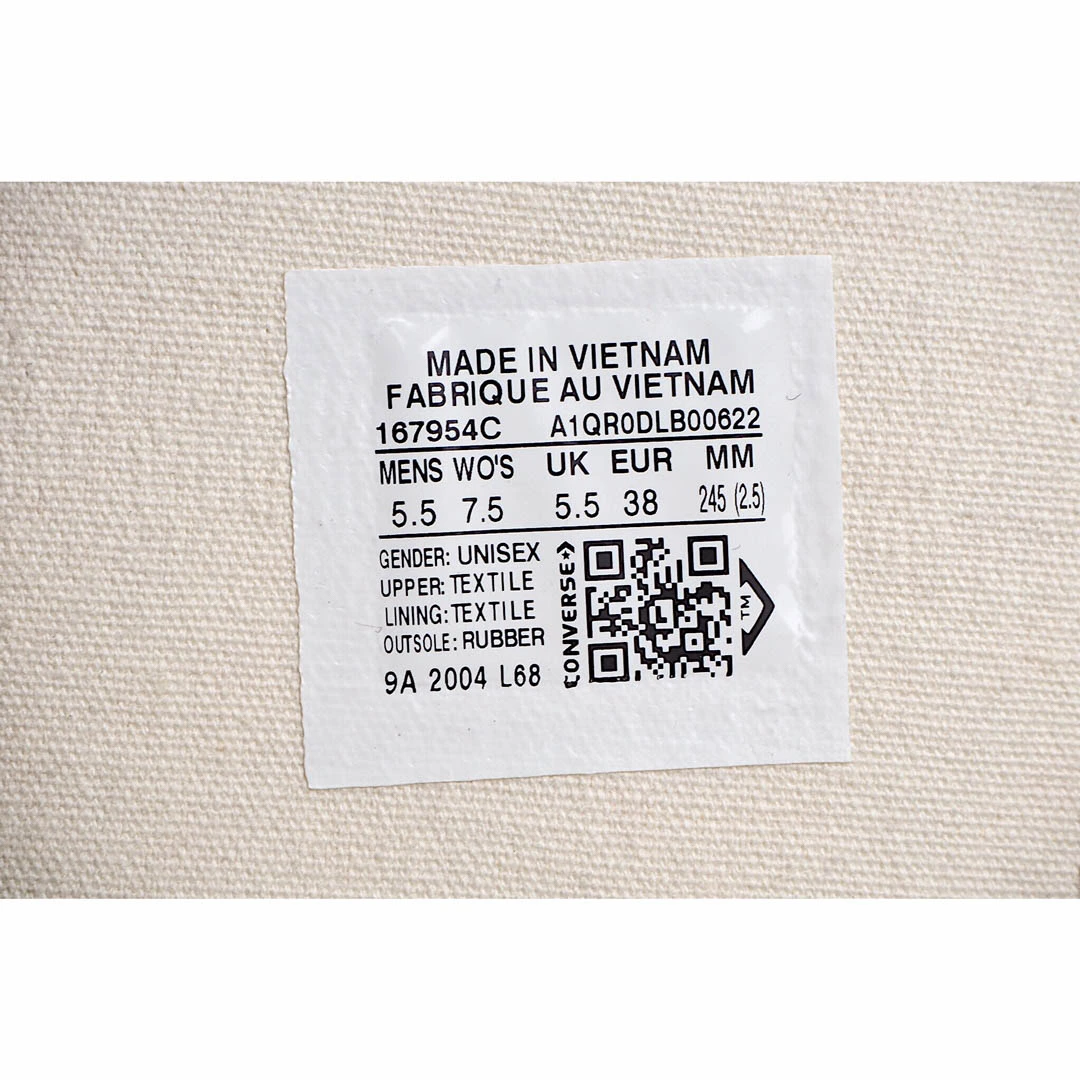 MADE IN VIETNAM
FABRIQUE AU VIETNAM
167954C A1QR0DLB00622
MENS WO'S UK EUR MM
5.5 7.5 5.5 38 245 (2.5)
GENDER: UNISEX
UPPER: TEXTILE
LINING: TEXTILE
OUTSOLE: RUBBER
9A 2004 L68
CONVERSE
TM